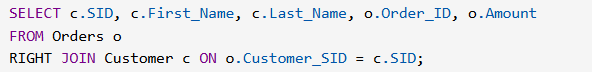 SELECT c.SID, c.First_Name, c.Last_Name, o.Order_ID, o.Amount
FROM Orders o
RIGHT JOIN Customer c ON o.Customer_SID = c.SID;